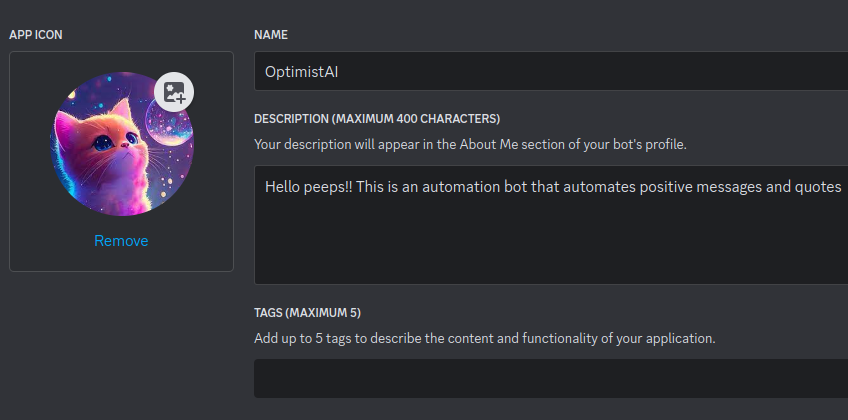 APP ICON
Remove
NAME
OptimistAI
DESCRIPTION (MAXIMUM 400 CHARACTERS)
Your description will appear in the About Me section of your bot's profile.
Hello peeps!! This is an automation bot that automates positive messages and quotes
TAGS (MAXIMUM 5)
Add up to 5 tags to describe the content and functionality of your application.